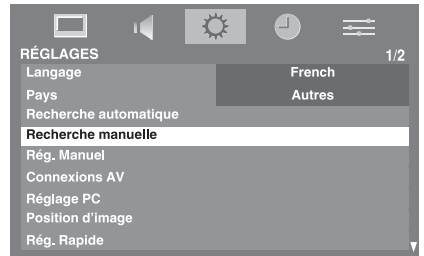 RÉGLAGES 1/2
Langage French
Pays Autres
Recherche automatique
Recherche manuelle
Rég. Manuel
Connexions AV
Réglage PC
Position d'image
Rég. Rapide